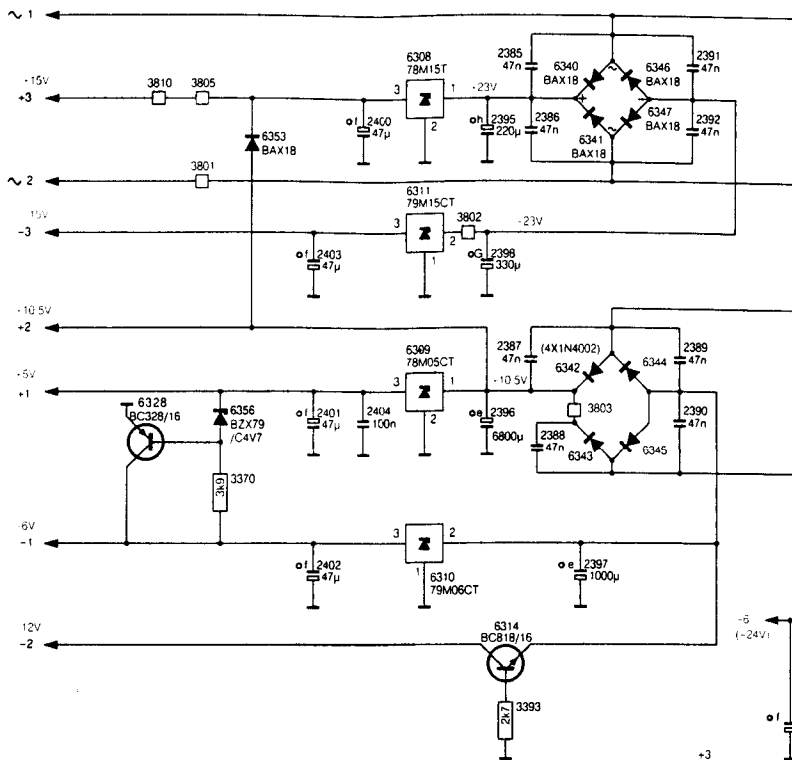 ~ 1
6308
78M15T
2385
47n
6340
BAX18
6346
BAX18
2391
47n
-15V
+3
3810
3805
3
1
2
-23V
~
+
-
~
of 2400
47µ
oh 2395
220µ
2386
47n
6341
BAX18
6347
BAX18
2392
47n
6353
BAX18
~ 2
3801
6311
79M15CT
15V
-3
3
2
1
3802
-23V
of 2403
47µ
oG 2398
330µ
-10.5V
+2
6309
78M05CT
2387
47n
(4X1N4002)
6342
6344
2389
47n
-5V
+1
3
1
2
-10.5V
3803
6328
BC328/16
6356
BZX79
/C4V7
of 2401
47µ
2404
100n
oe 2396
6800µ
2388
47n
6343
6345
2390
47n
3k9
3370
-6V
-1
3
2
1
6310
79M06CT
of 2402
47µ
oe 2397
1000µ
12V
-2
6314
BC818/16
-6
(-24V)
2k7
3393
of
+3